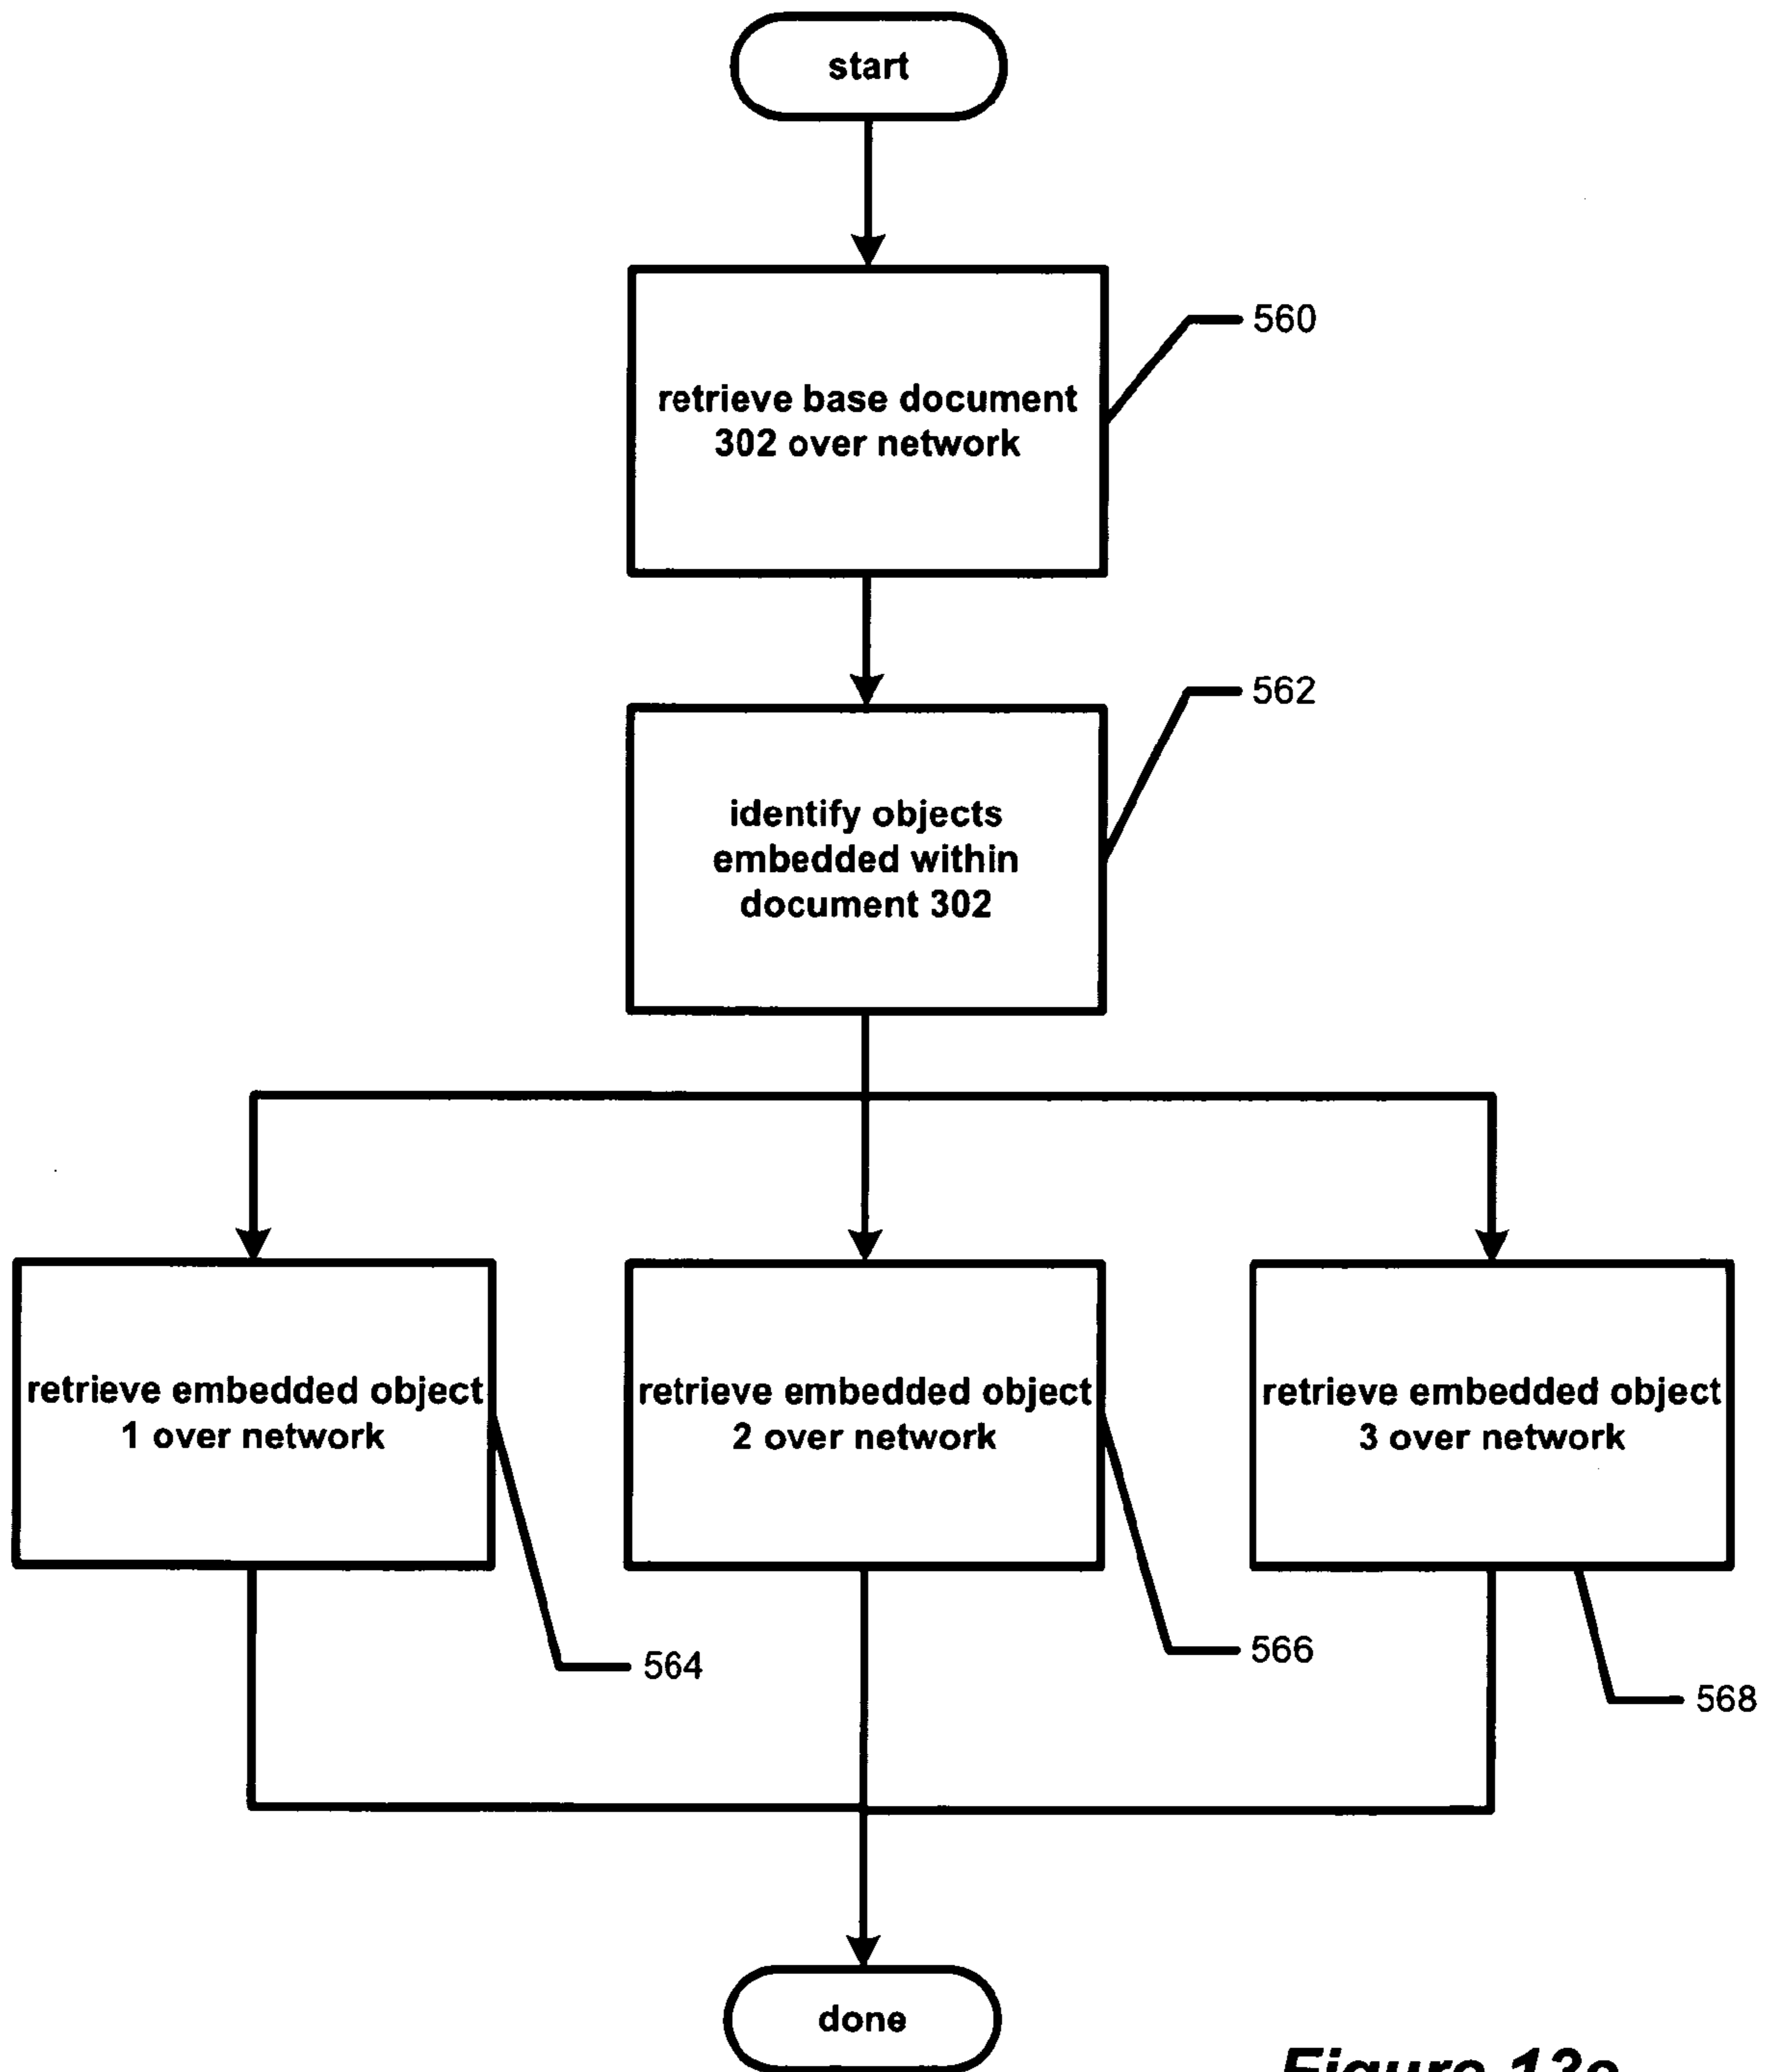 start
560
retrieve base document
302 over network
562
identify objects
embedded within
document 302
retrieve embedded object
1 over network
retrieve embedded object
2 over network
retrieve embedded object
3 over network
564
566
568
done
Figure